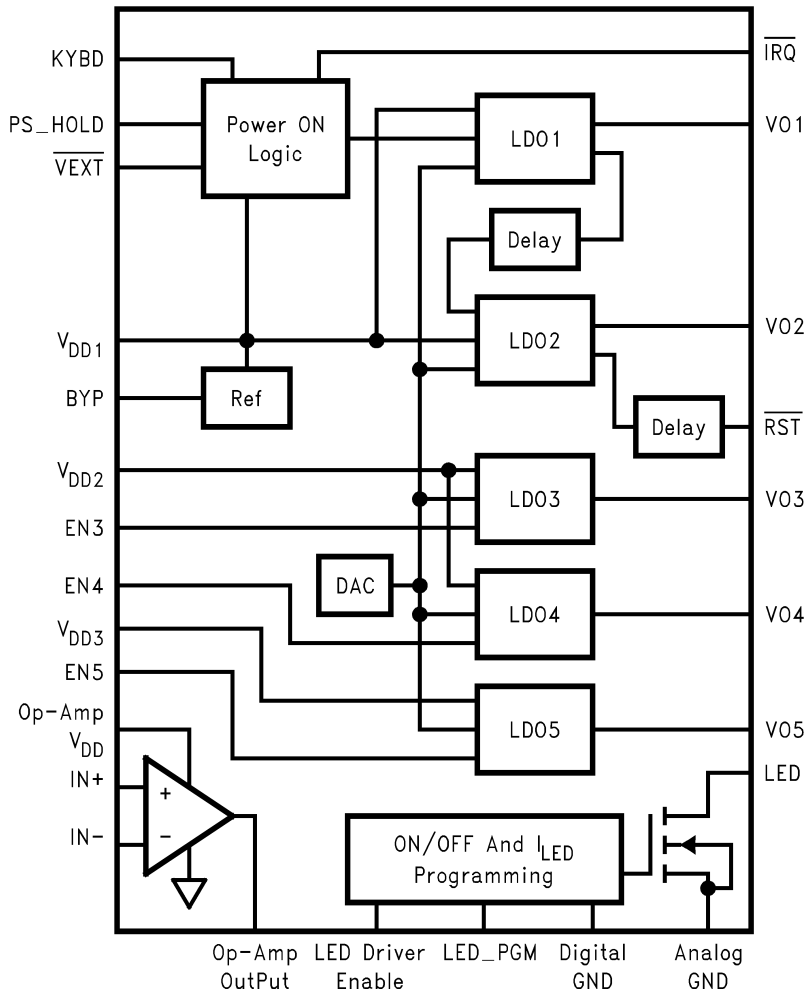 KYBD
IRQ
PS_HOLD
Power ON
Logic
LDO1
VO1
VEXT
Delay
VDD1
LDO2
VO2
BYP
Ref
Delay
RST
VDD2
LDO3
VO3
EN3
EN4
DAC
LDO4
VO4
VDD3
EN5
Op-Amp
VDD
LDO5
VO5
IN+
+
LED
IN-
-
ON/OFF And ILED
Programming
Op-Amp
OutPut
LED Driver
Enable
LED_PGM
Digital
GND
Analog
GND